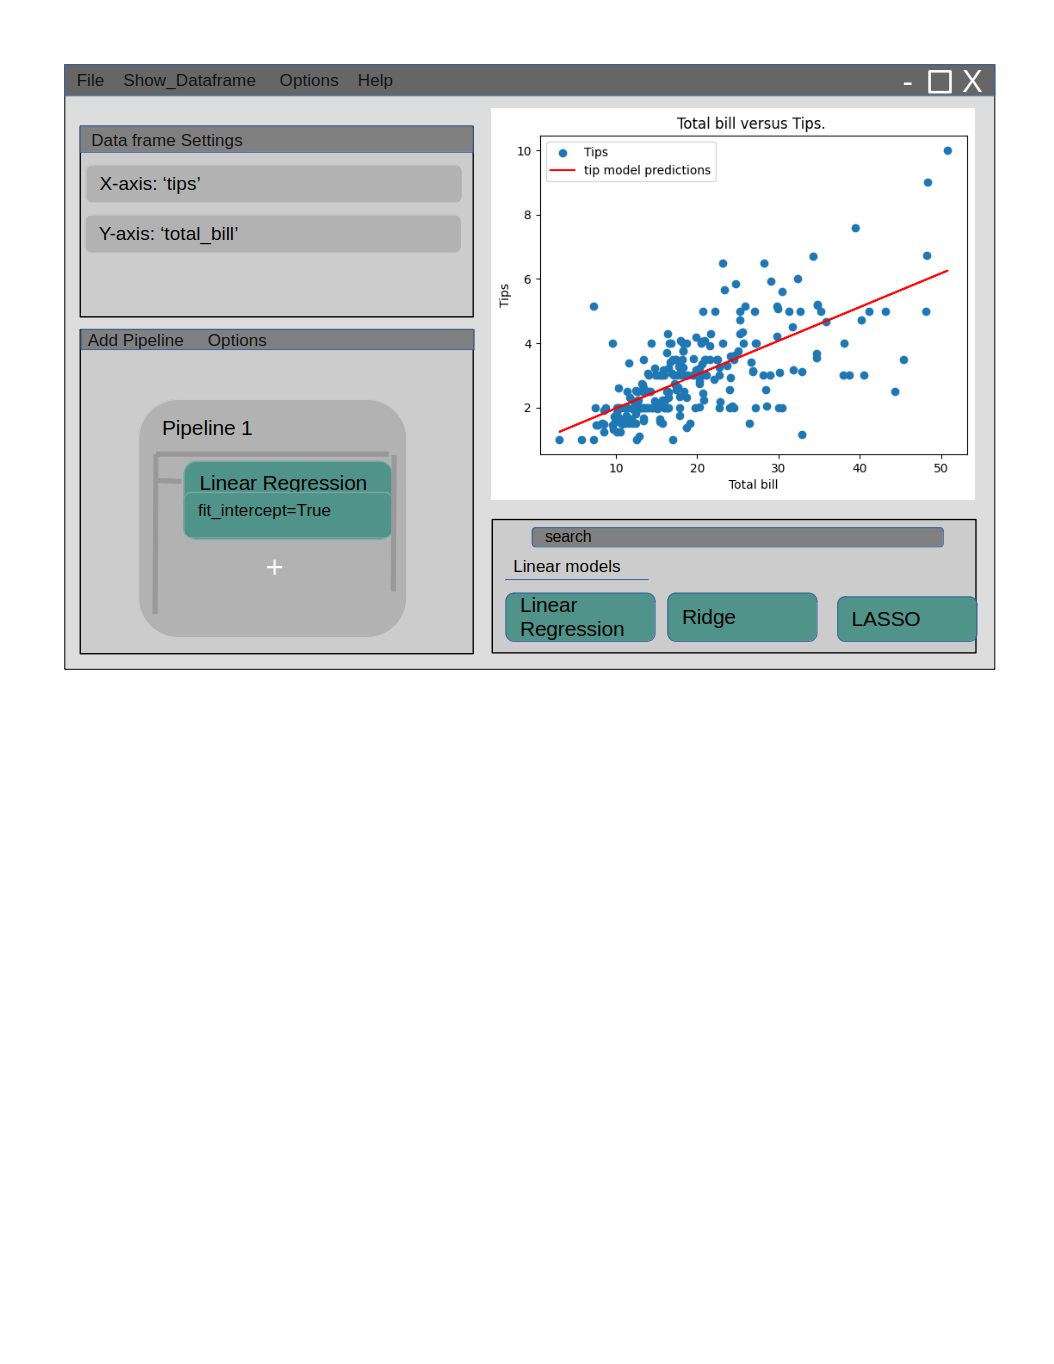 File Show_Dataframe Options Help - X
Data frame Settings
X-axis: ‘tips’
Y-axis: ‘total_bill’
Add Pipeline Options
Pipeline 1
Linear Regression
fit_intercept=True
+
Total bill versus Tips.
Tips
tip model predictions
10
8
6
4
2
Tips
10 20 30 40 50
Total bill
search
Linear models
Linear
Regression
Ridge
LASSO